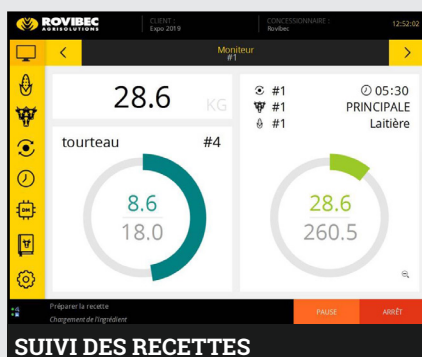 ROVIBEC
AGRISOLUTIONS
CLIENT :
Expo 2019
CONCESSIONNAIRE :
Rovibec
12:52:02
Moniteur
#1
28.6 KG
#1 05:30
#1 PRINCIPALE
#1 Laitière
tourteau #4
8.6
18.0
28.6
260.5
Préparer la recette
Chargement de l'ingrédient
PAUSE
ARRÊT
DM
#4
SUIVI DES RECETTES